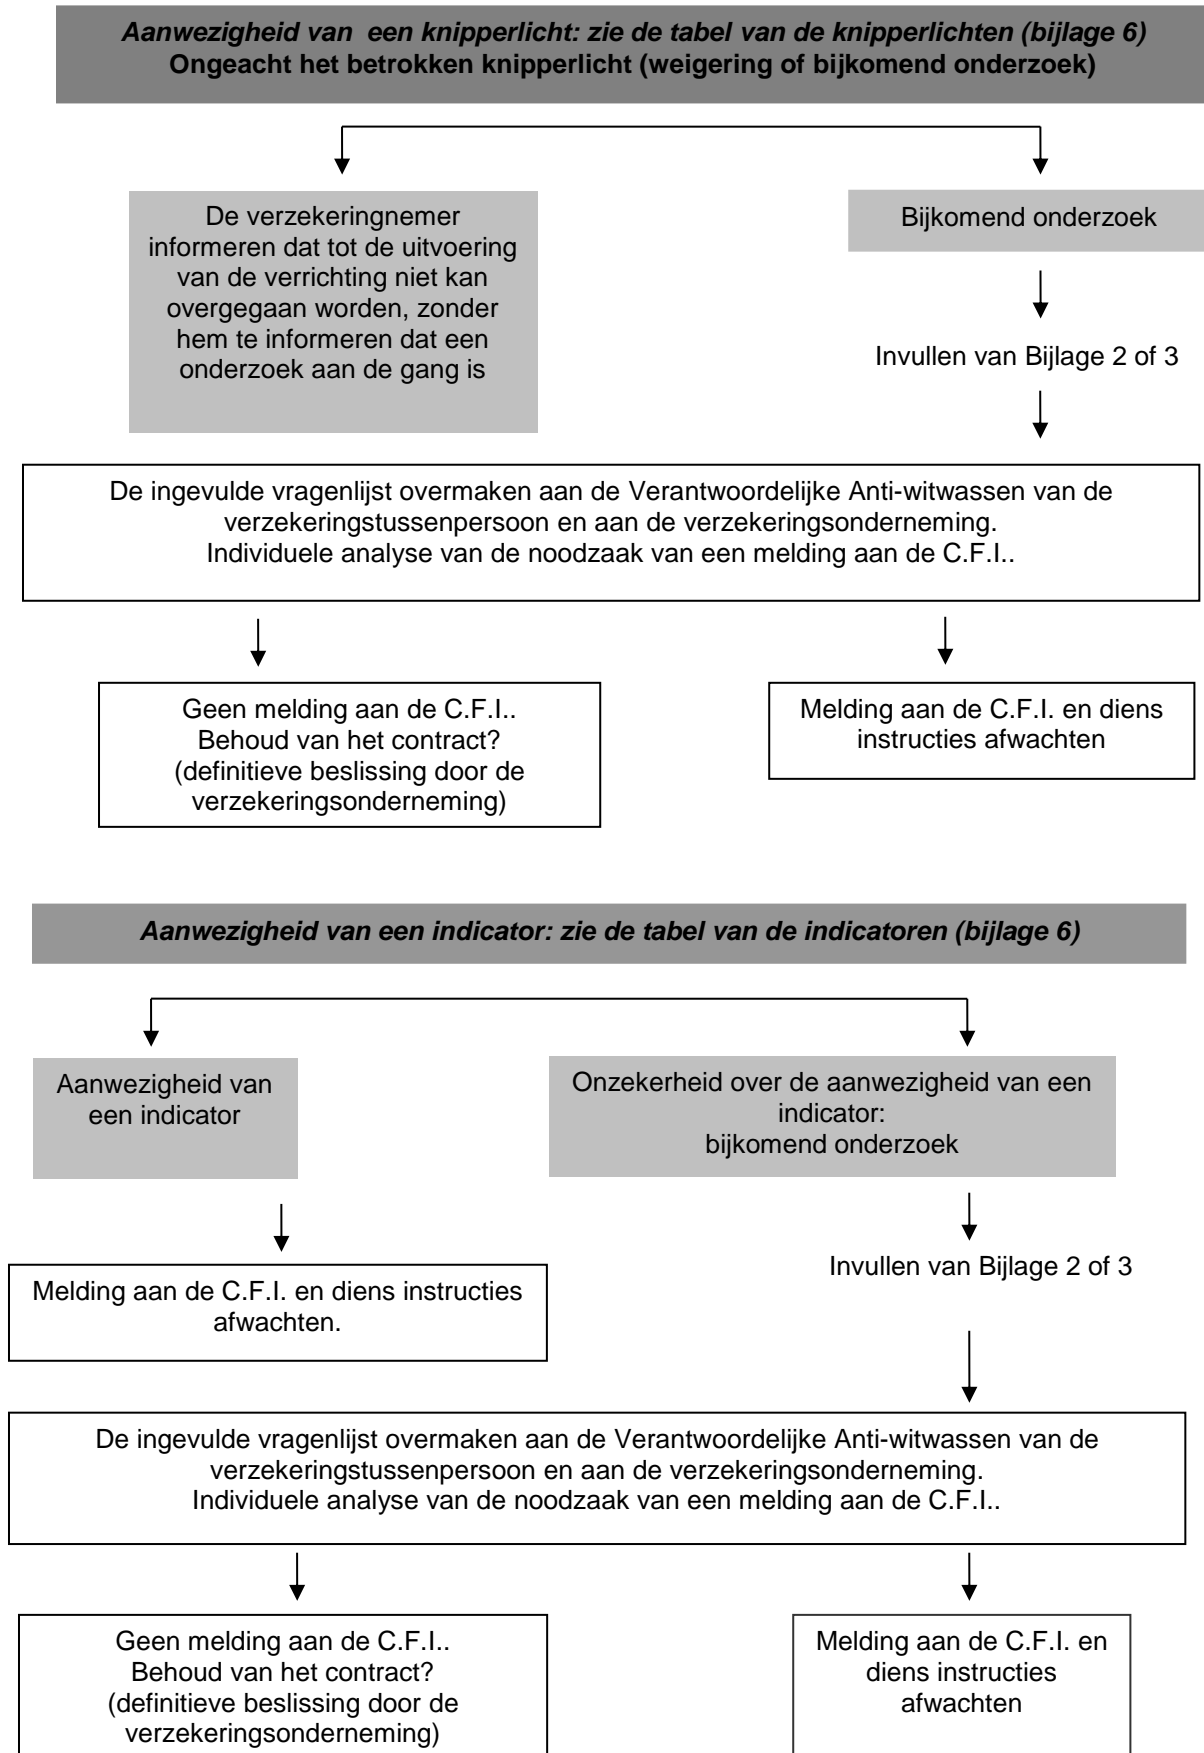 Aanwezigheid van een knipperlicht: zie de tabel van de knipperlichten (bijlage 6)
Ongeacht het betrokken knipperlicht (weigering of bijkomend onderzoek)
De verzekeringnemer
informeren dat tot de uitvoering
van de verrichting niet kan
overgegaan worden, zonder
hem te informeren dat een
onderzoek aan de gang is
Bijkomend onderzoek
Invullen van Bijlage 2 of 3
De ingevulde vragenlijst overmaken aan de Verantwoordelijke Anti-witwassen van de
verzekeringstussenpersoon en aan de verzekeringsonderneming.
Individuele analyse van de noodzaak van een melding aan de C.F.I..
Geen melding aan de C.F.I..
Behoud van het contract?
(definitieve beslissing door de
verzekeringsonderneming)
Melding aan de C.F.I. en diens
instructies afwachten
Aanwezigheid van een indicator: zie de tabel van de indicatoren (bijlage 6)
Aanwezigheid van
een indicator
Onzekerheid over de aanwezigheid van een
indicator:
bijkomend onderzoek
Melding aan de C.F.I. en diens instructies
afwachten.
Invullen van Bijlage 2 of 3
De ingevulde vragenlijst overmaken aan de Verantwoordelijke Anti-witwassen van de
verzekeringstussenpersoon en aan de verzekeringsonderneming.
Individuele analyse van de noodzaak van een melding aan de C.F.I..
Geen melding aan de C.F.I..
Behoud van het contract?
(definitieve beslissing door de
verzekeringsonderneming)
Melding aan de C.F.I. en
diens instructies
afwachten